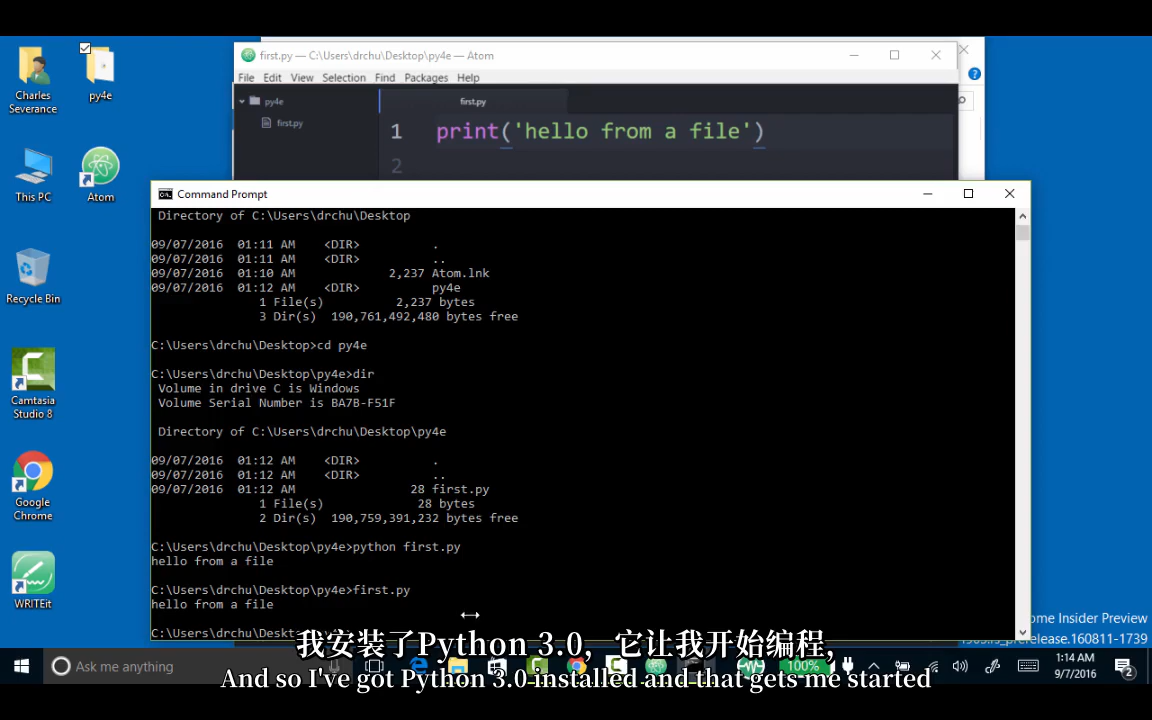 Charles
Severance
py4e
This PC
Atom
Recycle Bin
Camtasia
Studio 8
Google
Chrome
WRITEit
first.py — C:\Users\drchu\Desktop\py4e — Atom
File Edit View Selection Find Packages Help
py4e
first.py
first.py
1 print('hello from a file')
2
Command Prompt
Directory of C:\Users\drchu\Desktop
09/07/2016 01:11 AM <DIR> .
09/07/2016 01:11 AM <DIR> ..
09/07/2016 01:10 AM 2,237 Atom.lnk
09/07/2016 01:12 AM <DIR> py4e
1 File(s) 2,237 bytes
3 Dir(s) 190,761,492,480 bytes free
C:\Users\drchu\Desktop>cd py4e
C:\Users\drchu\Desktop\py4e>dir
Volume in drive C is Windows
Volume Serial Number is BA7B-F51F
Directory of C:\Users\drchu\Desktop\py4e
09/07/2016 01:12 AM <DIR> .
09/07/2016 01:12 AM <DIR> ..
09/07/2016 01:12 AM 28 first.py
1 File(s) 28 bytes
2 Dir(s) 190,759,391,232 bytes free
C:\Users\drchu\Desktop\py4e>python first.py
hello from a file
C:\Users\drchu\Desktop\py4e>first.py
hello from a file
C:\Users\drchu\Desktop
Insider Preview
prerelease.160811-1739
我安装了Python 3.0，它让我开始编程，
And so I've got Python 3.0 installed and that gets me started
Ask me anything
100%
1:14 AM
9/7/2016
2